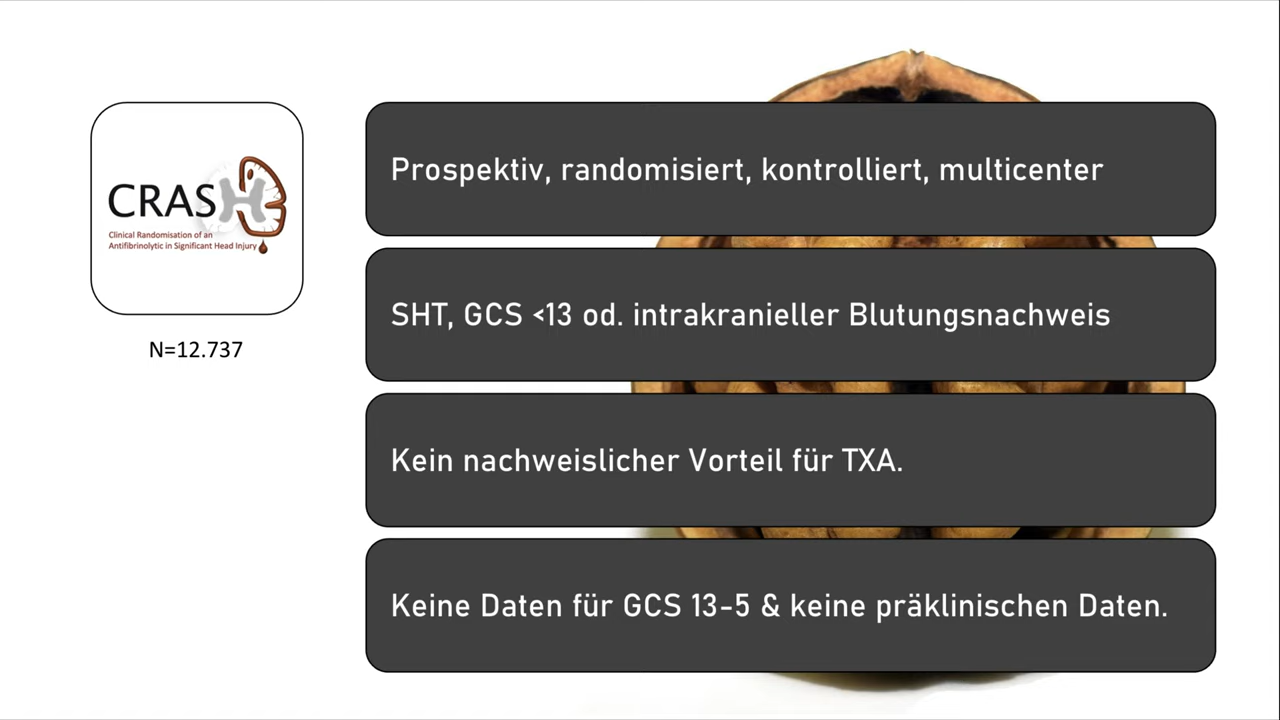 CRASH3
Clinical Randomisation of an
Antifibrinolytic in Significant Head Injury
N=12.737
Prospektiv, randomisiert, kontrolliert, multicenter
SHT, GCS <13 od. intrakranieller Blutungsnachweis
Kein nachweislicher Vorteil für TXA.
Keine Daten für GCS 13-5 & keine präklinischen Daten.